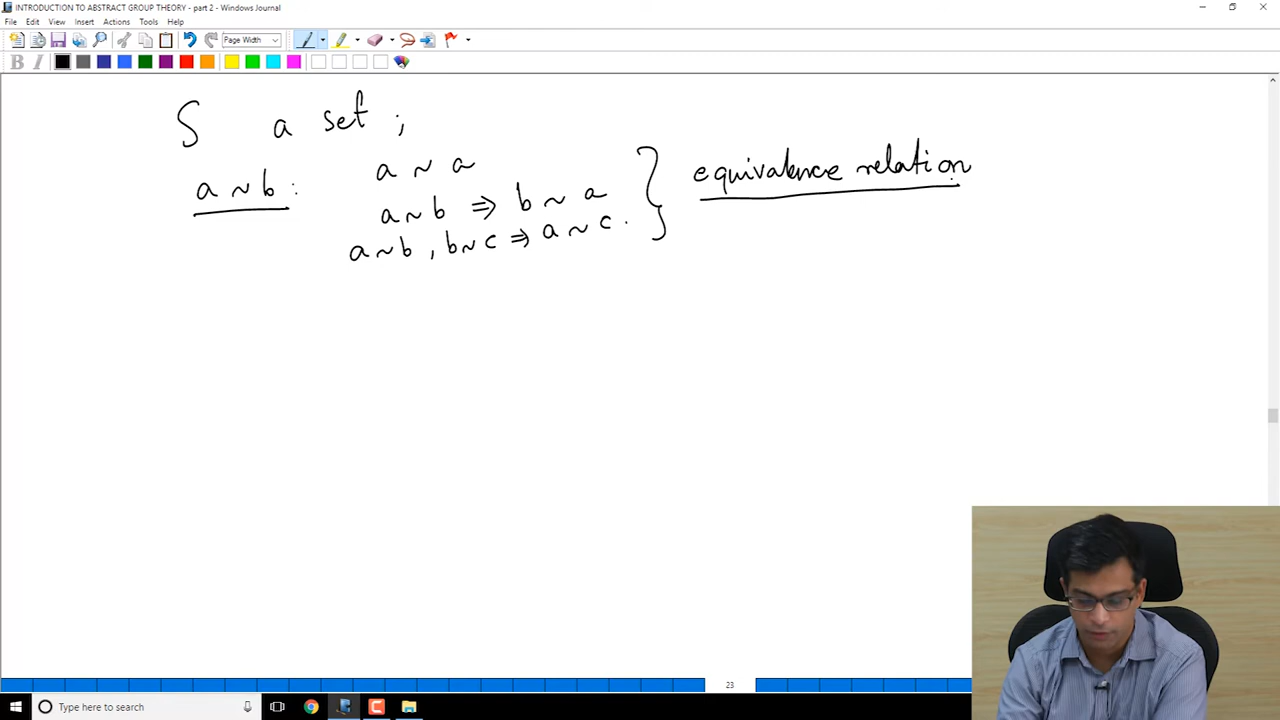 INTRODUCTION TO ABSTRACT GROUP THEORY - part 2 - Windows Journal
File Edit View Insert Actions Tools Help
Page Width
B I
S a set ;
a ~ b :
a ~ a
a ~ b ⇒ b ~ a
a ~ b , b ~ c ⇒ a ~ c .
equivalence relation
23
Type here to search